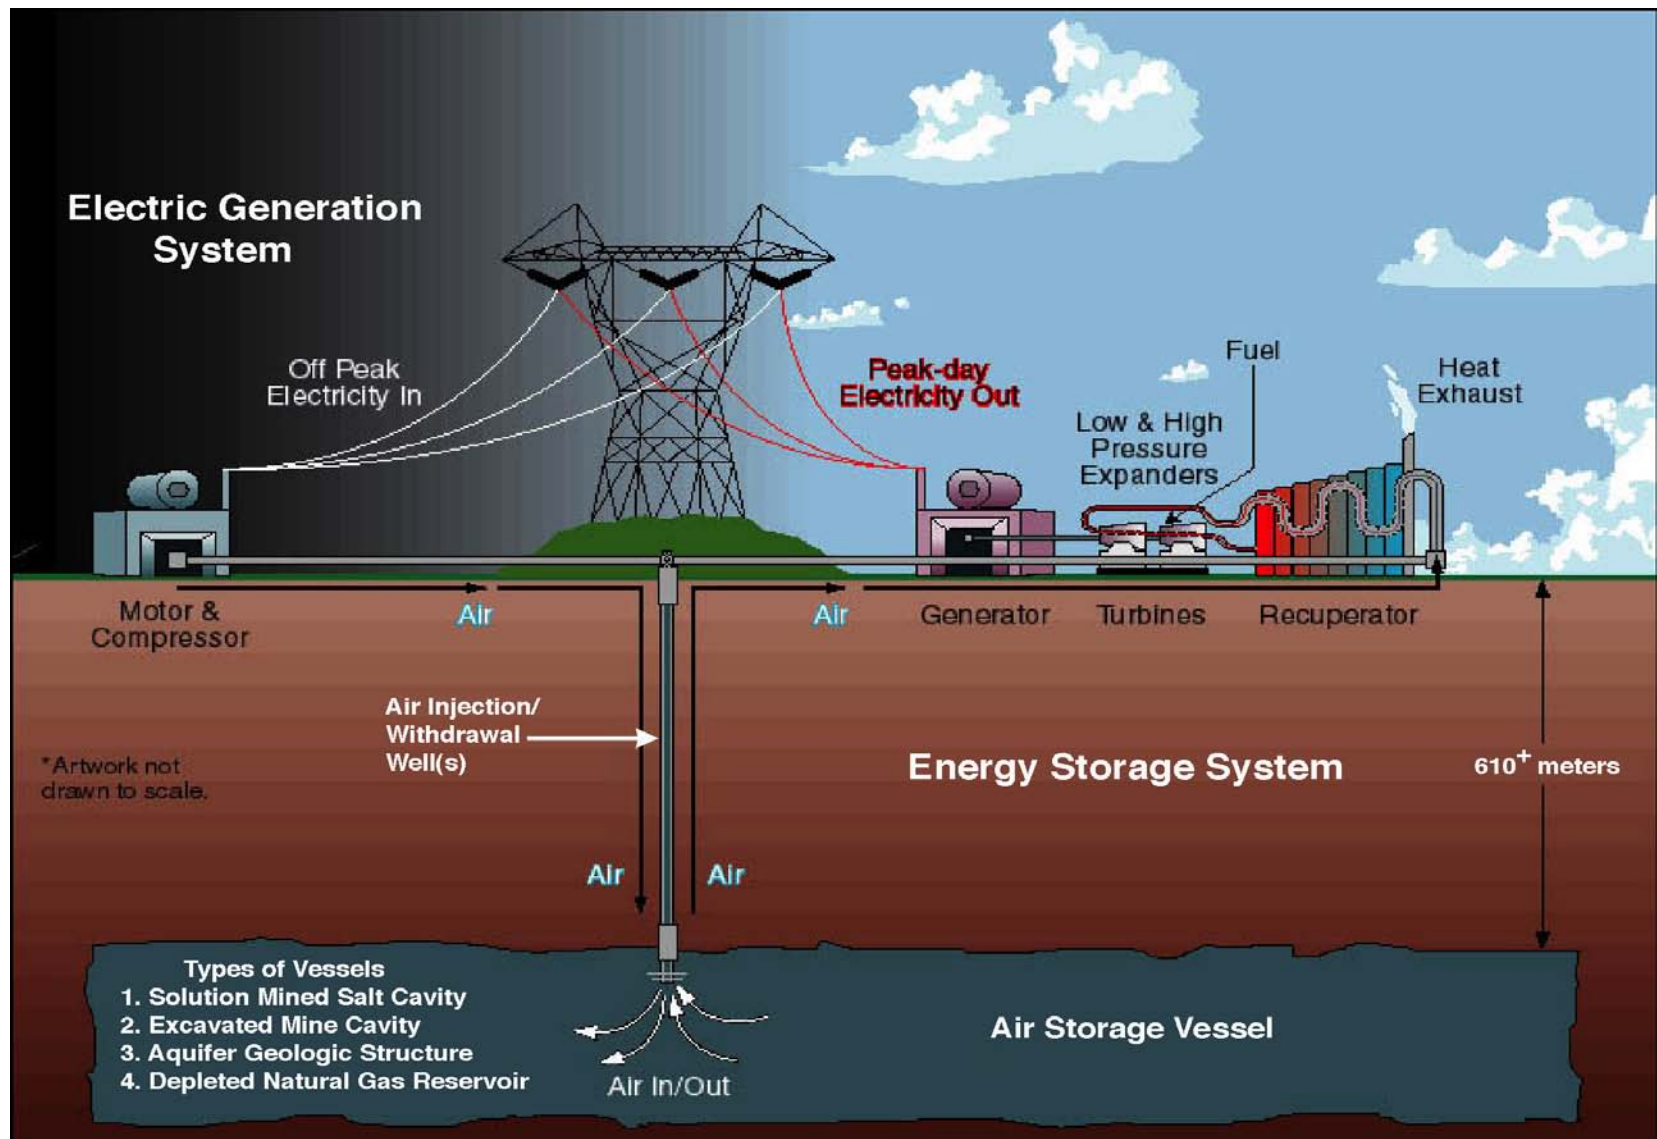 Electric Generation
System
Off Peak
Electricity In
Peak-day
Electricity Out
Fuel
Low & High
Pressure
Expanders
Heat
Exhaust
Motor &
Compressor
Air
Air
Generator
Turbines
Recuperator
Air Injection/
Withdrawal
Well(s)
*Artwork not
drawn to scale.
Energy Storage System
610+ meters
Air
Air
Types of Vessels
1. Solution Mined Salt Cavity
2. Excavated Mine Cavity
3. Aquifer Geologic Structure
4. Depleted Natural Gas Reservoir
Air In/Out
Air Storage Vessel